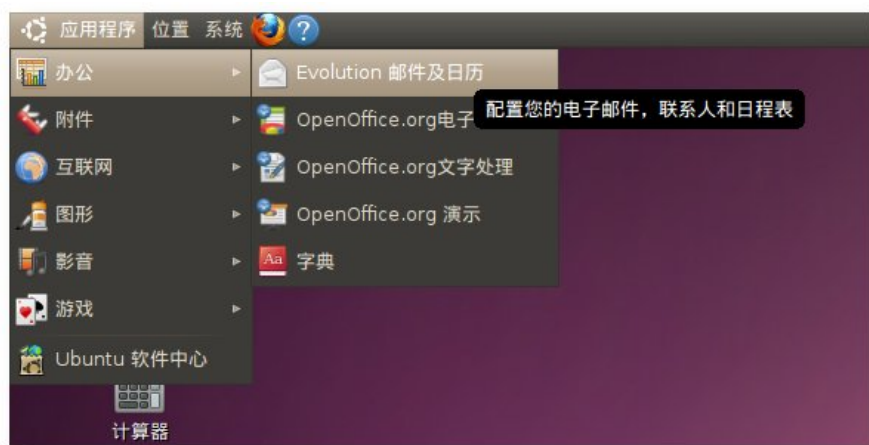 应用程序 位置 系统
办公
附件
互联网
图形
影音
游戏
Ubuntu 软件中心
Evolution 邮件及日历
配置您的电子邮件，联系人和日程表
OpenOffice.org电子
OpenOffice.org文字处理
OpenOffice.org 演示
Aa 字典
计算器